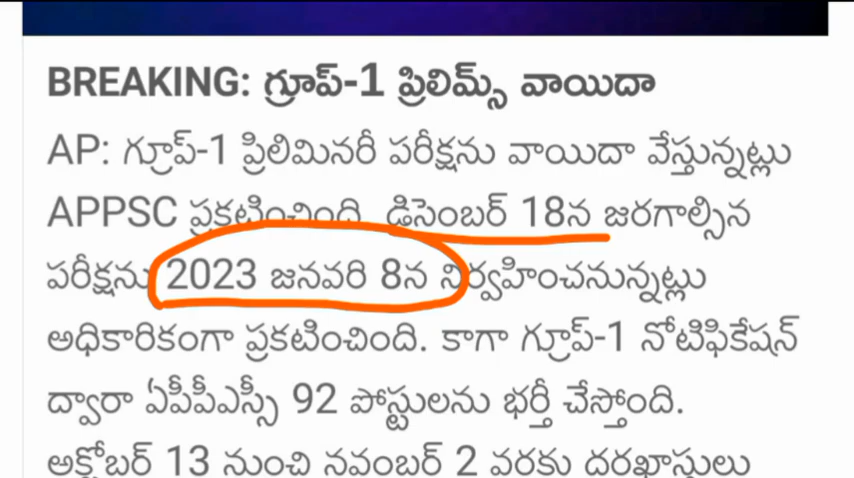 BREAKING: గ్రూప్-1 ప్రిలిమ్స్ వాయిదా
AP: గ్రూప్-1 ప్రిలిమినరీ పరీక్షను వాయిదా వేస్తున్నట్లు
APPSC ప్రకటించింది. డిసెంబర్ 18న జరగాల్సిన
పరీక్షను 2023 జనవరి 8న నిర్వహించనున్నట్లు
అధికారికంగా ప్రకటించింది. కాగా గ్రూప్-1 నోటిఫికేషన్
ద్వారా ఏపీపీఎస్సీ 92 పోస్టులను భర్తీ చేస్తోంది.
అక్టోబర్ 13 నుంచి నవంబర్ 2 వరకు దరఖాస్తులు